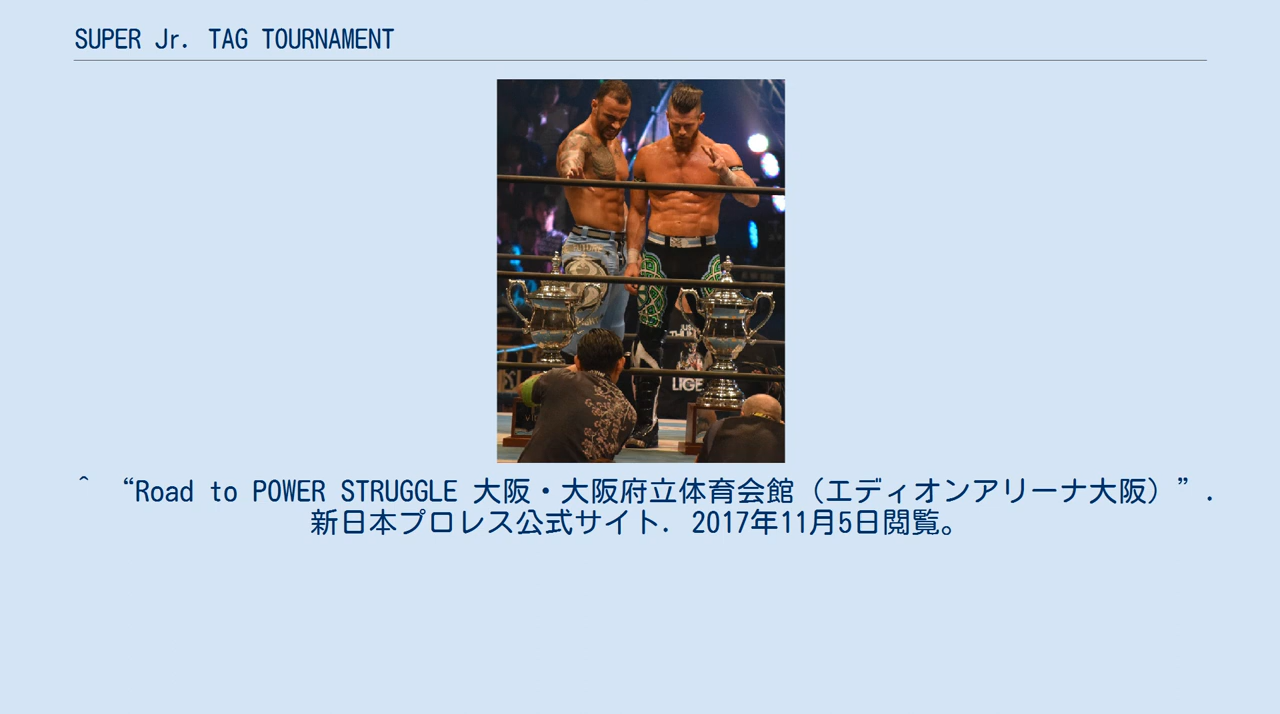 SUPER Jr. TAG TOURNAMENT
LIGE
^ “Road to POWER STRUGGLE 大阪・大阪府立体育会館（エディオンアリーナ大阪）”.
新日本プロレス公式サイト. 2017年11月5日閲覧。